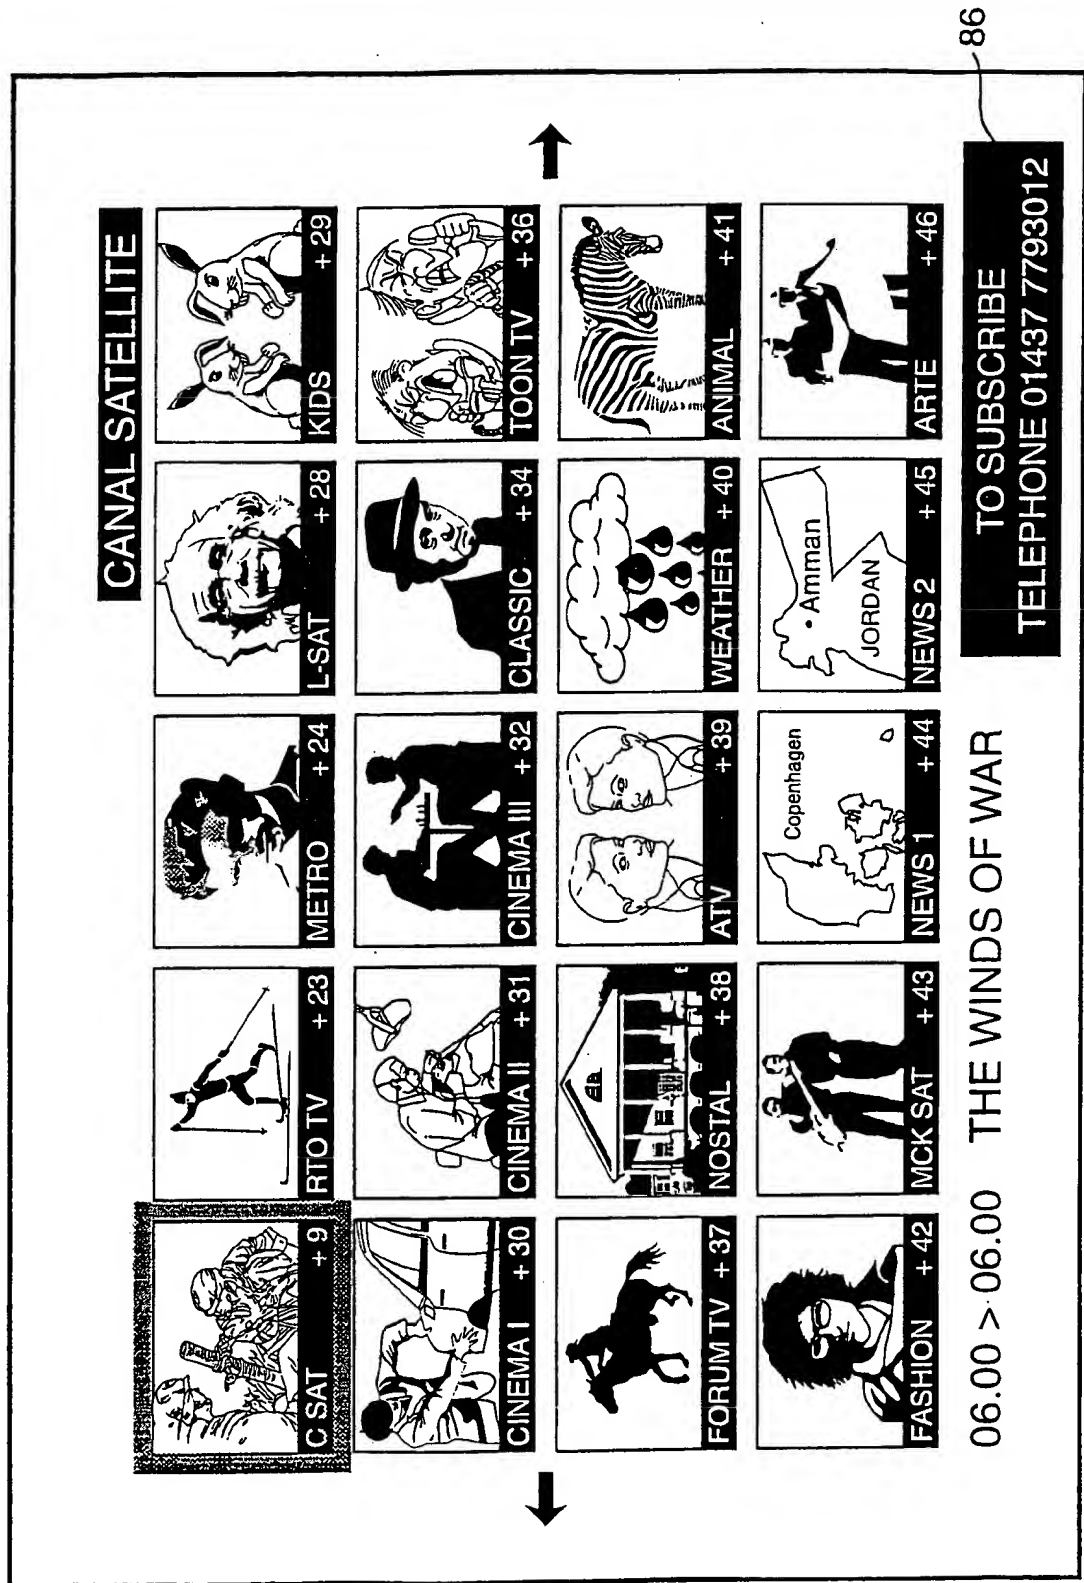 CANAL SATELLITE
C SAT + 9
RTO TV + 23
METRO + 24
L-SAT + 28
KIDS + 29
CINEMA I + 30
CINEMA II + 31
CINEMA III + 32
CLASSIC + 34
TOON TV + 36
FORUM TV + 37
NOSTAL + 38
ATV + 39
WEATHER + 40
ANIMAL + 41
FASHION + 42
MCK SAT + 43
Copenhagen
NEWS 1 + 44
Amman
JORDAN
NEWS 2 + 45
ARTE + 46
06.00 > 06.00 THE WINDS OF WAR
TO SUBSCRIBE
TELEPHONE 01437 7793012
86